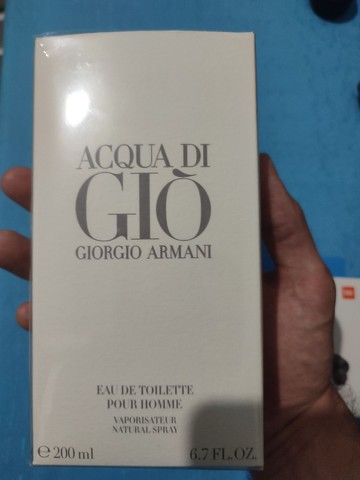 ACQUA DI
GIÒ
GIORGIO ARMANI
EAU DE TOILETTE
POUR HOMME
VAPORISATEUR
NATURAL SPRAY
℮ 200 ml 6.7 FL. OZ.